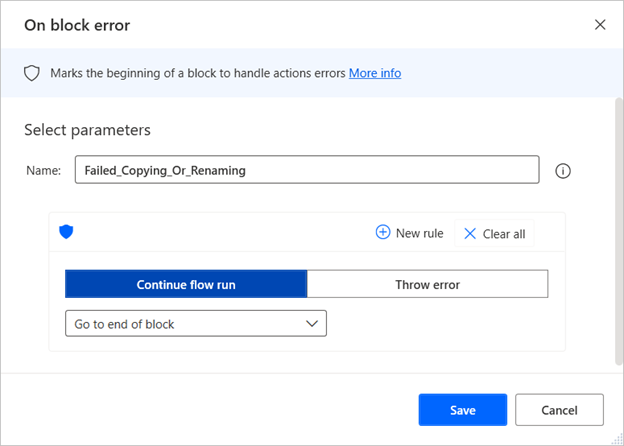 On block error
Marks the beginning of a block to handle actions errors More info
Select parameters
Name: Failed_Copying_Or_Renaming
New rule Clear all
Continue flow run Throw error
Go to end of block
Save Cancel